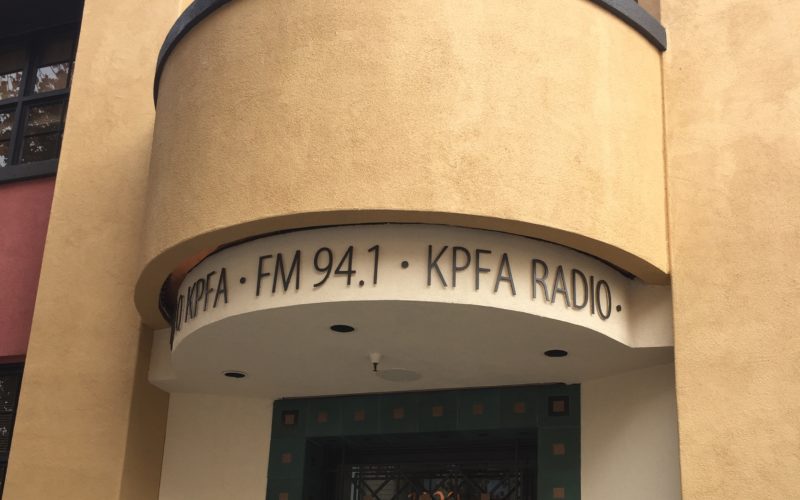 KPFA · FM 94.1 · KPFA RADIO ·